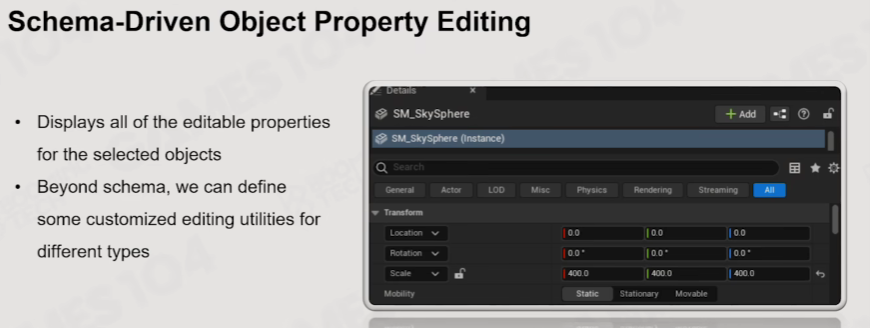 Schema-Driven Object Property Editing
• Displays all of the editable properties
for the selected objects
• Beyond schema, we can define
some customized editing utilities for
different types
Details
SM_SkySphere
+ Add
SM_SkySphere (Instance)
Search
General Actor LOD Misc Physics Rendering Streaming All
Transform
Location 0.0 0.0 0.0
Rotation 0.0 ° 0.0 ° 0.0 °
Scale 400.0 400.0 400.0
Mobility Static Stationary Movable